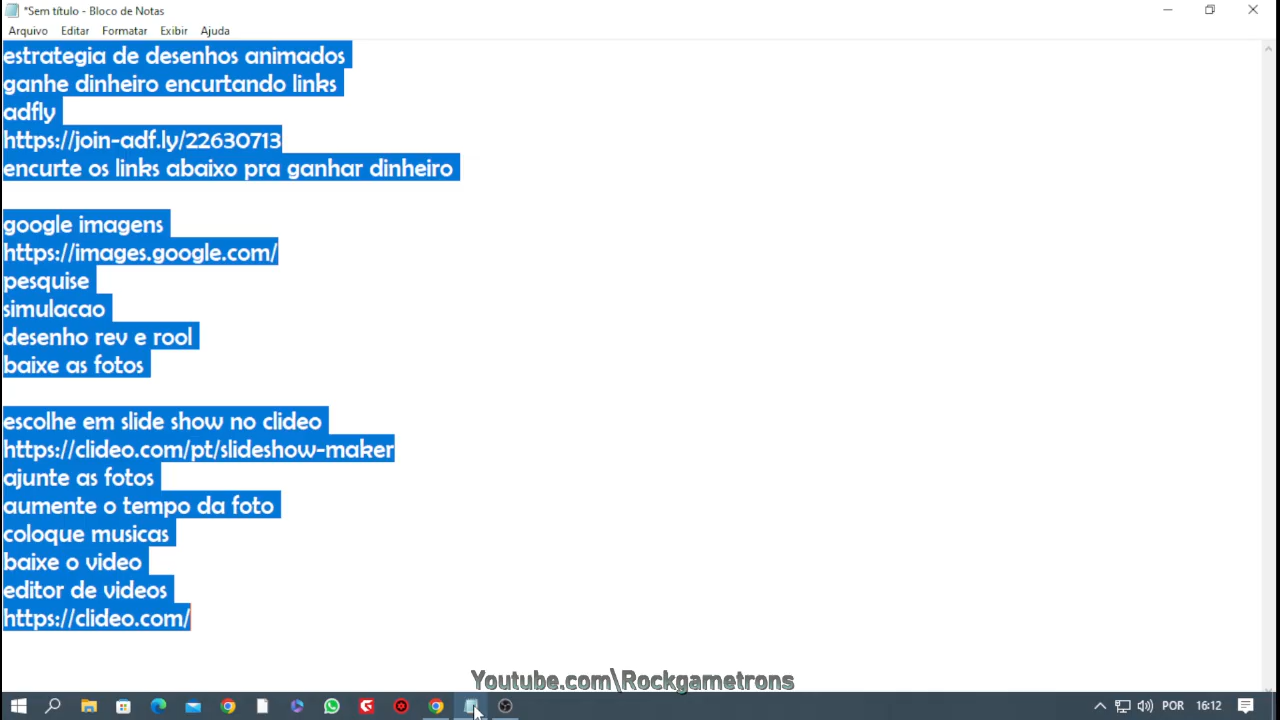 *Sem título - Bloco de Notas
Arquivo Editar Formatar Exibir Ajuda
estrategia de desenhos animados
ganhe dinheiro encurtando links
adfly
https://join-adf.ly/22630713
encurte os links abaixo pra ganhar dinheiro
google imagens
https://images.google.com/
pesquise
simulacao
desenho rev e rool
baixe as fotos
escolhe em slide show no clideo
https://clideo.com/pt/slideshow-maker
ajunte as fotos
aumente o tempo da foto
coloque musicas
baixe o video
editor de videos
https://clideo.com/
Youtube.com\Rockgametrons
POR 16:12